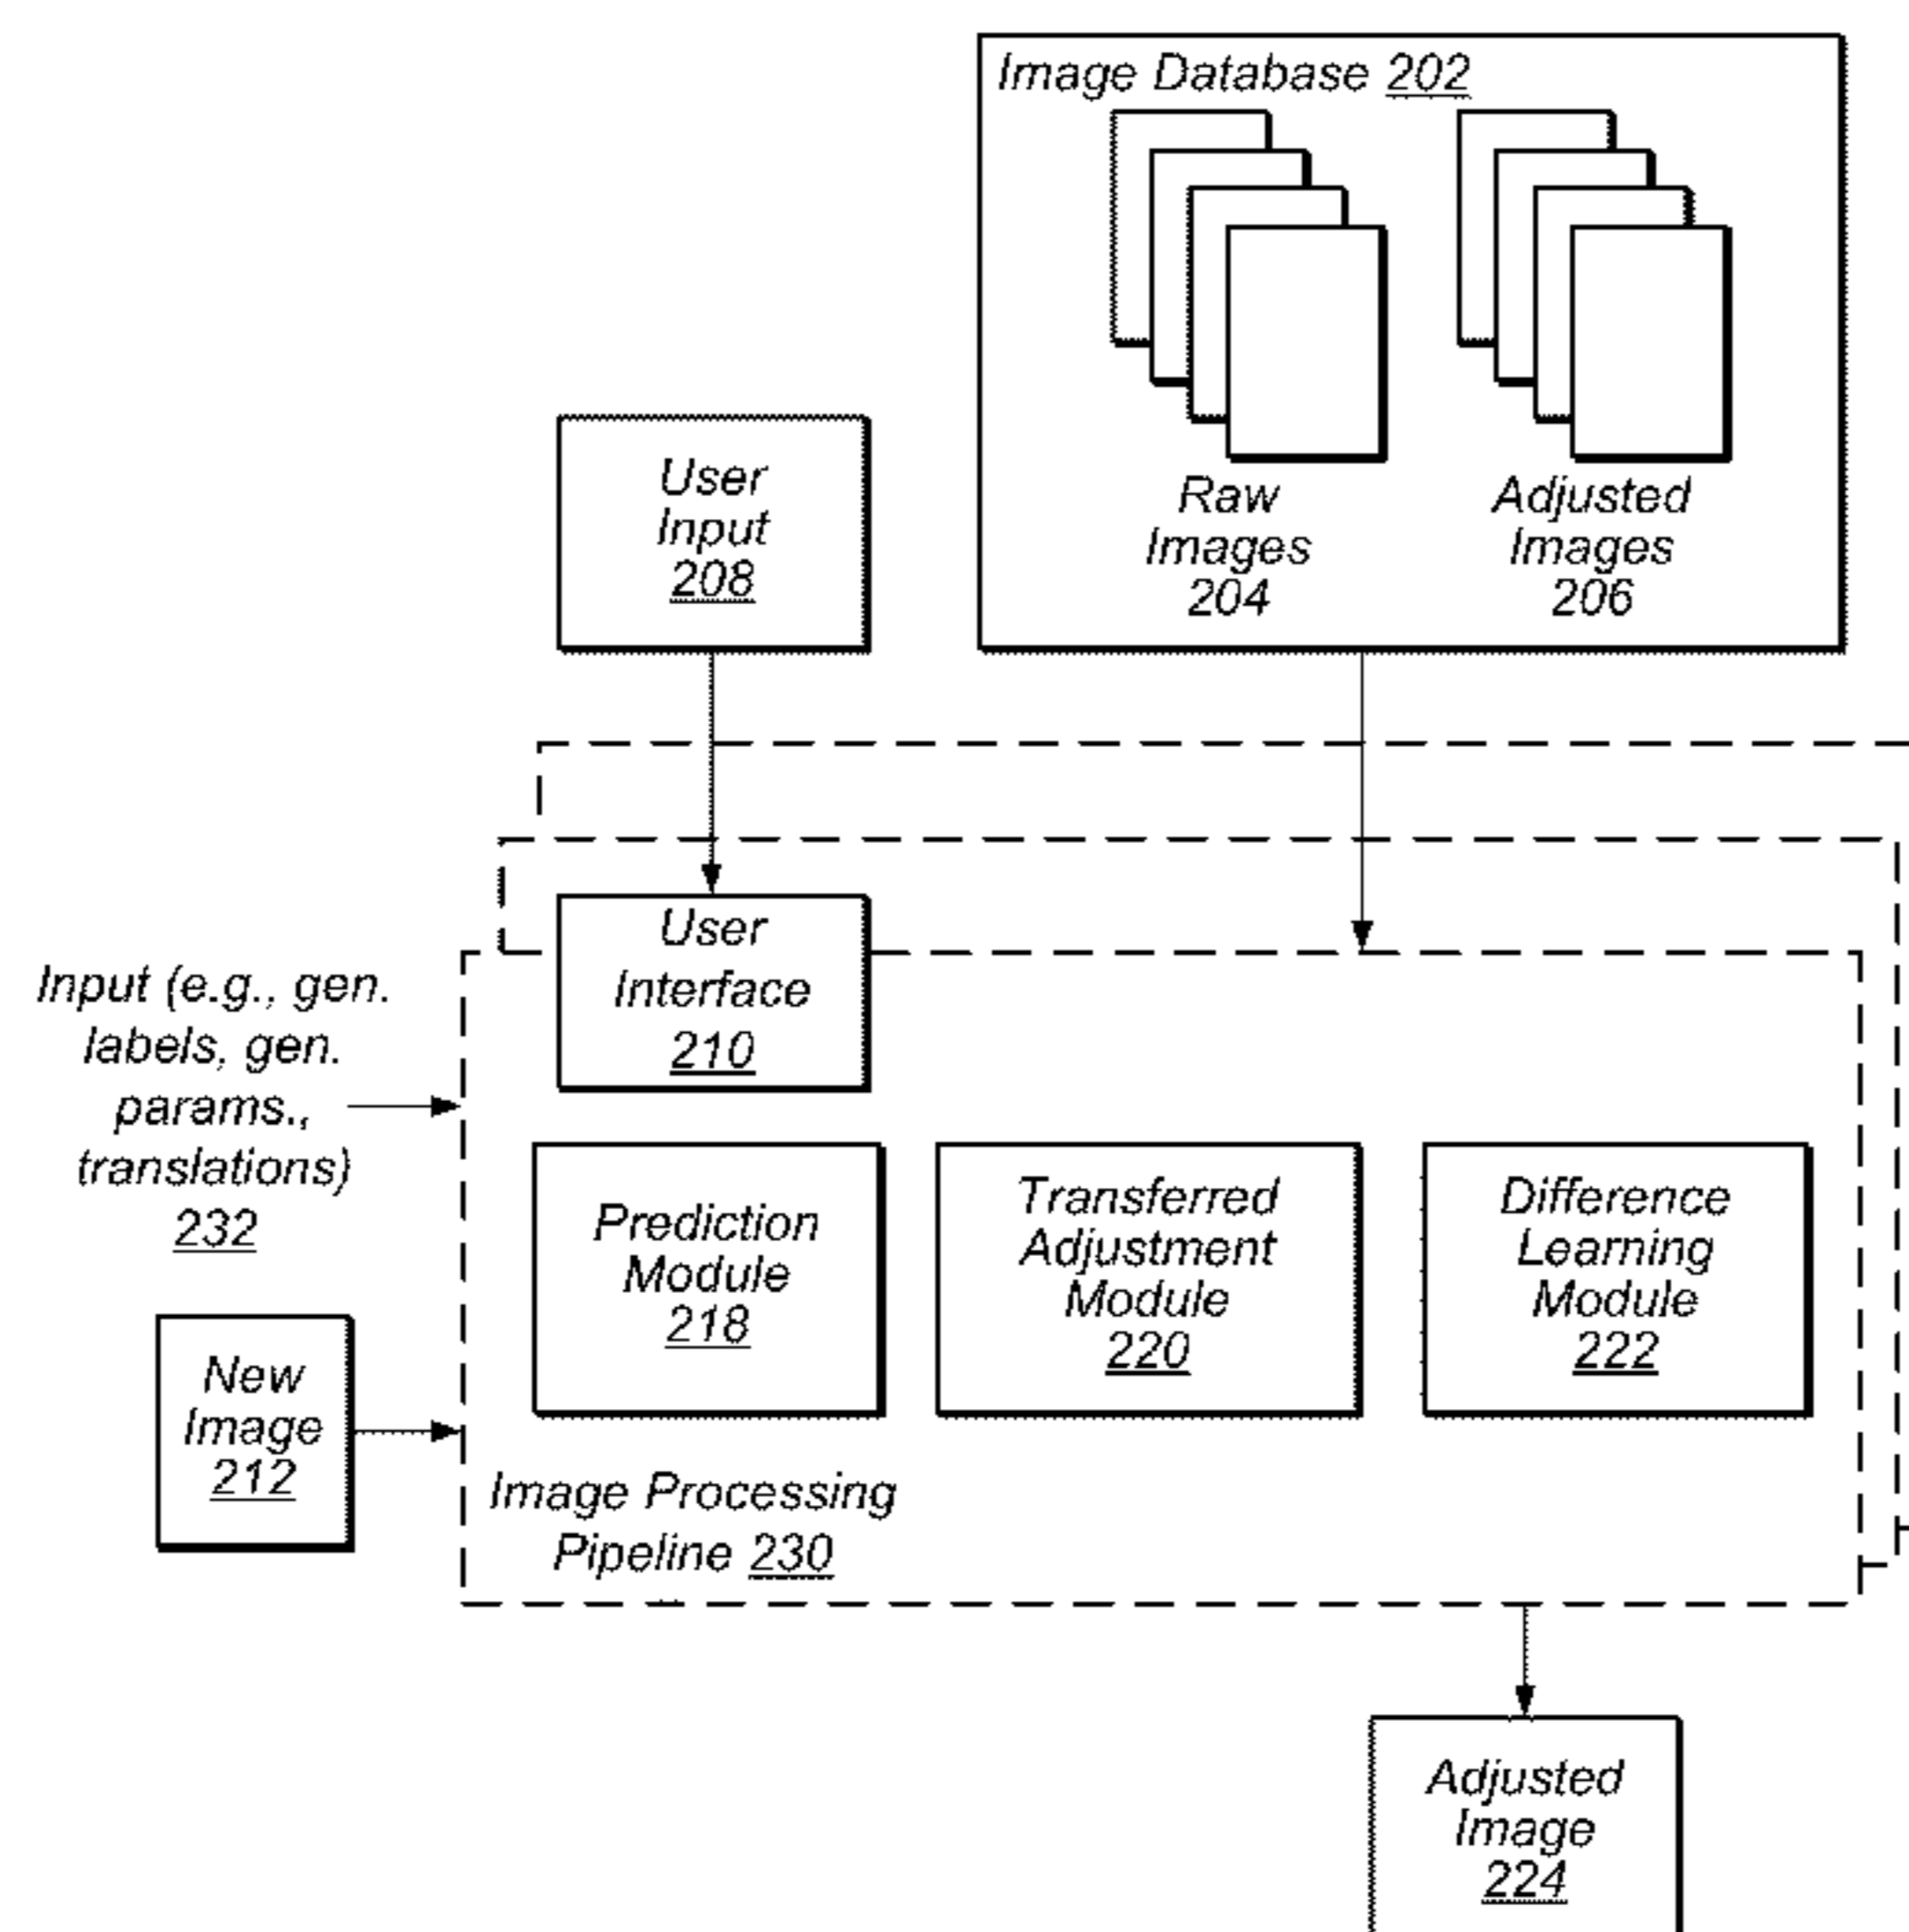 Image Database 202
Raw
Images
204
Adjusted
Images
206
User
Input
208
User
Interface
210
Input (e.g., gen.
labels, gen.
params.,
translations)
232
Prediction
Module
218
Transferred
Adjustment
Module
220
Difference
Learning
Module
222
New
Image
212
Image Processing
Pipeline 230
Adjusted
Image
224